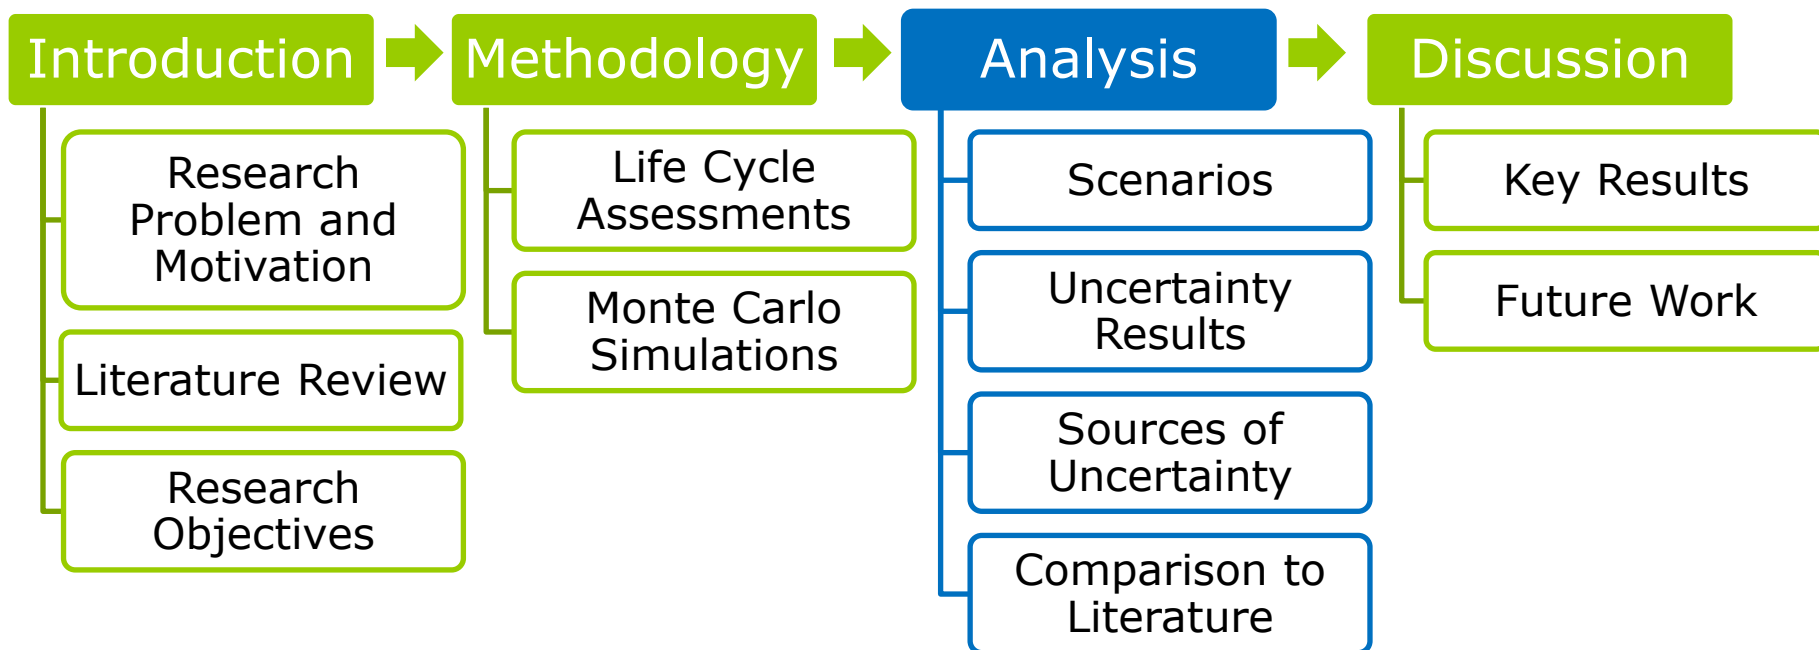 Introduction
Research
Problem and
Motivation
Literature Review
Research
Objectives
Methodology
Life Cycle
Assessments
Monte Carlo
Simulations
Analysis
Scenarios
Uncertainty
Results
Sources of
Uncertainty
Comparison to
Literature
Discussion
Key Results
Future Work